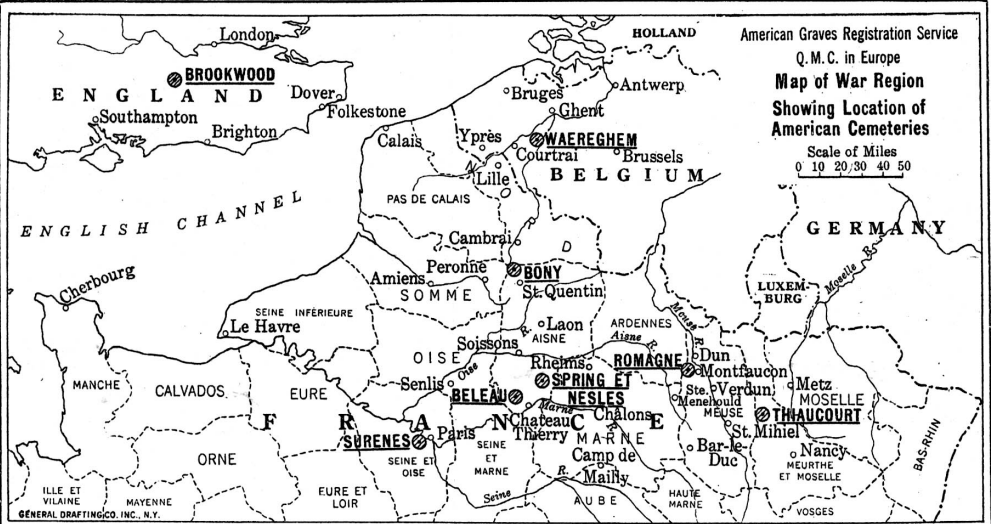 American Graves Registration Service
Q.M.C. in Europe
Map of War Region
Showing Location of
American Cemeteries
Scale of Miles
0 10 20 30 40 50
HOLLAND
London
BROOKWOOD
ENGLAND
Dover
Folkestone
Southampton
Brighton
Bruges
Antwerp
Ghent
Calais
Yprès
WAEREGHEM
Courtrai
Brussels
Lille
N
O
R
D
BELGIUM
PAS DE CALAIS
GERMANY
ENGLISH CHANNEL
Cambrai
Cherbourg
Peronne
Amiens
BONY
SOMME
St. Quentin
LUXEM-
BURG
Moselle R.
SEINE INFÉRIEURE
Le Havre
Laon
AISNE
ARDENNES
Meuse R.
Aisne R.
Soissons
OISE
Oise R.
Rheims
ROMAGNE
Dun
Montfaucon
MANCHE
CALVADOS
EURE
Senlis
BELEAU
SPRING ET
NESLES
Ste.
Menehould
Verdun
MEUSE
Metz
MOSELLE
THIAUCOURT
Marne R.
Chateau
Thierry
Châlons
MARNE
FRANCE
St. Mihiel
SURENES
Paris
SEINE ET
OISE
SEINE
ET
MARNE
Bar-le-
Duc
Nancy
MEURTHE
ET MOSELLE
BAS-RHIN
ORNE
Camp de
Mailly
ILLE ET
VILAINE
MAYENNE
EURE ET
LOIR
Seine R.
AUBE
HAUTE
MARNE
VOSGES
GENERAL DRAFTING CO. INC., N.Y.